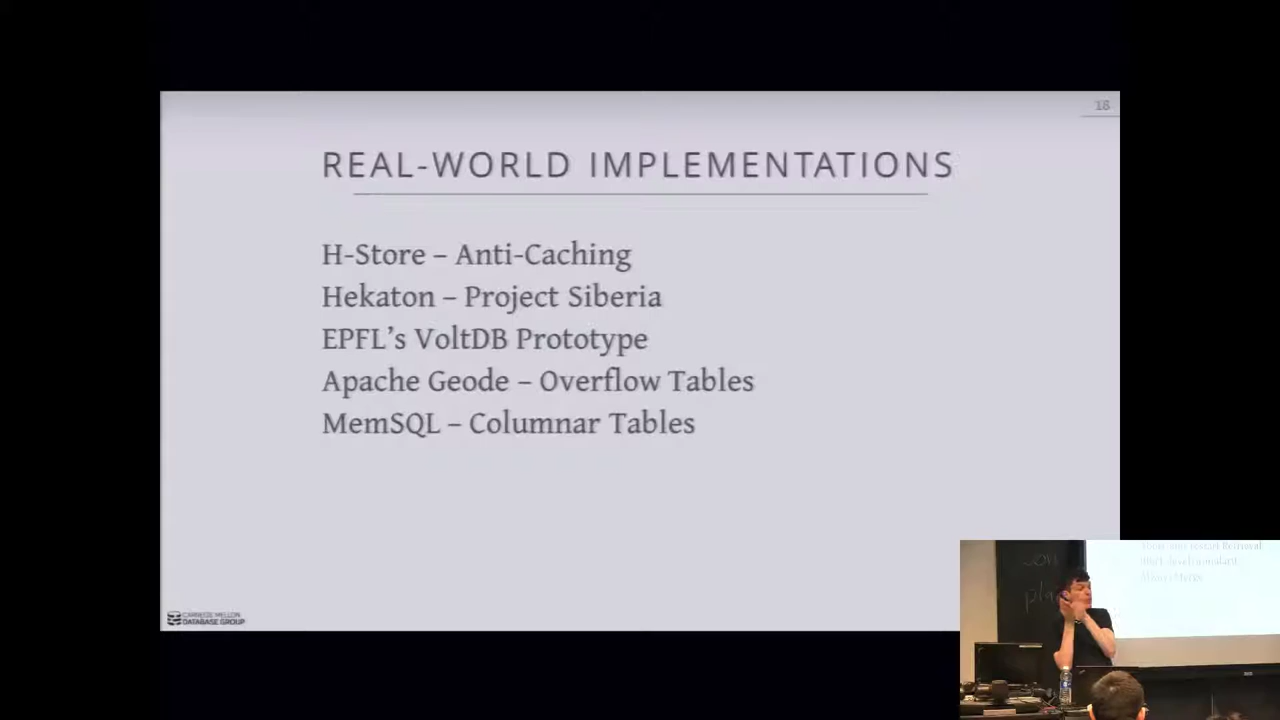 18
REAL-WORLD IMPLEMENTATIONS
H-Store – Anti-Caching
Hekaton – Project Siberia
EPFL's VoltDB Prototype
Apache Geode – Overflow Tables
MemSQL – Columnar Tables
CARNEGIE MELLON
DATABASE GROUP